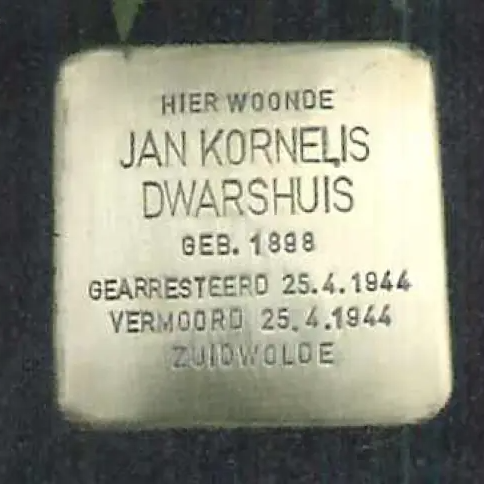 HIER WOONDE
JAN KORNELIS
DWARSHUIS
GEB. 1898
GEARRESTEERD 25.4.1944
VERMOORD 25.4.1944
ZUIDWOLDE